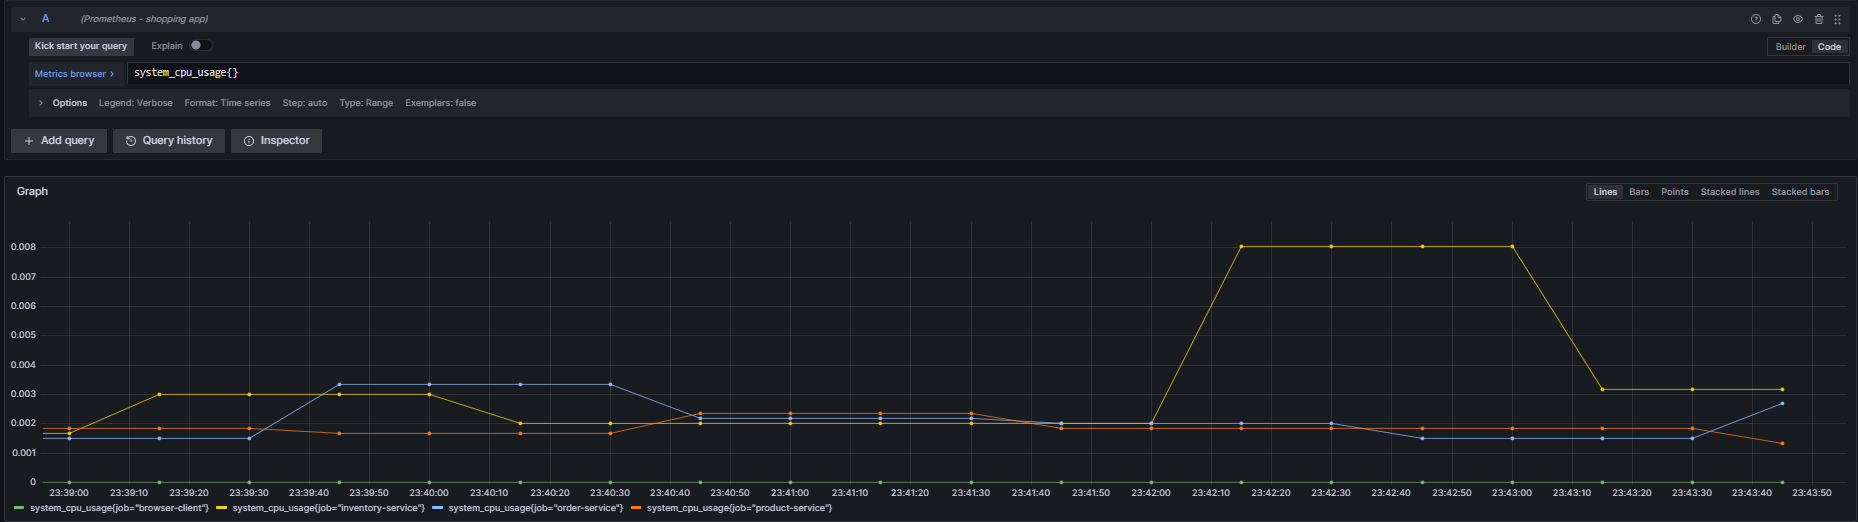 A (Prometheus - shopping app)
Kick start your query Explain Builder Code
Metrics browser > system_cpu_usage{}
> Options Legend: Verbose Format: Time series Step: auto Type: Range Exemplars: false
+ Add query Query history Inspector
Graph Lines Bars Points Stacked lines Stacked bars
0.008
0.007
0.006
0.005
0.004
0.003
0.002
0.001
0
23:39:00 23:39:10 23:39:20 23:39:30 23:39:40 23:39:50 23:40:00 23:40:10 23:40:20 23:40:30 23:40:40 23:40:50 23:41:00 23:41:10 23:41:20 23:41:30 23:41:40 23:41:50 23:42:00 23:42:10 23:42:20 23:42:30 23:42:40 23:42:50 23:43:00 23:43:10 23:43:20 23:43:30 23:43:40 23:43:50
system_cpu_usage{job="browser-client"} system_cpu_usage{job="inventory-service"} system_cpu_usage{job="order-service"} system_cpu_usage{job="product-service"}